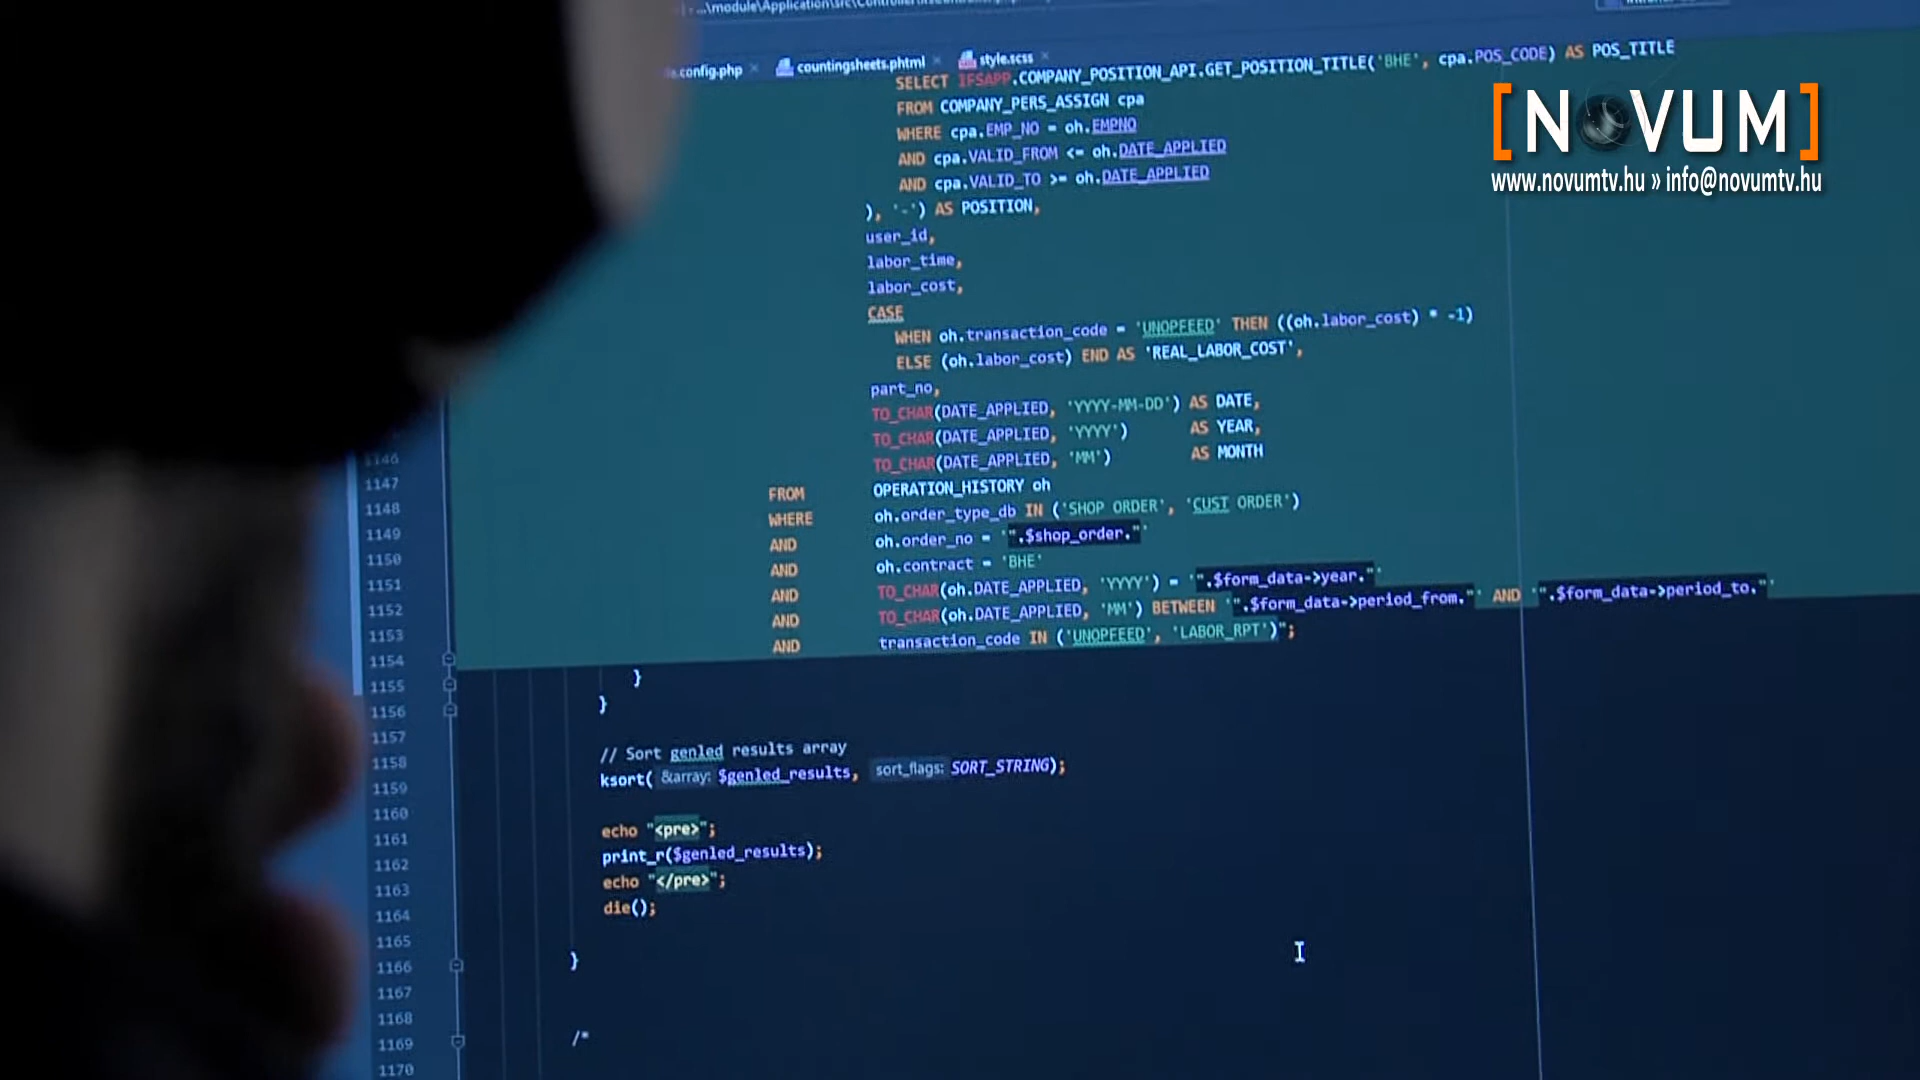 ...\module\Application\src\Controller\
.config.php countingsheets.phtml style.scss
SELECT IFSAPP.COMPANY_POSITION_API.GET_POSITION_TITLE('BHE', cpa.POS_CODE) AS POS_TITLE
FROM COMPANY_PERS_ASSIGN cpa
WHERE cpa.EMP_NO = oh.EMPNO
AND cpa.VALID_FROM <= oh.DATE_APPLIED
AND cpa.VALID_TO >= oh.DATE_APPLIED
), '-') AS POSITION,
user_id,
labor_time,
labor_cost,
CASE
WHEN oh.transaction_code = 'UNOPFEED' THEN ((oh.labor_cost) * -1)
ELSE (oh.labor_cost) END AS 'REAL_LABOR_COST',
part_no,
TO_CHAR(DATE_APPLIED, 'YYYY-MM-DD') AS DATE,
TO_CHAR(DATE_APPLIED, 'YYYY') AS YEAR,
TO_CHAR(DATE_APPLIED, 'MM') AS MONTH
FROM OPERATION_HISTORY oh
WHERE oh.order_type_db IN ('SHOP ORDER', 'CUST ORDER')
AND oh.order_no = '".$shop_order."'
AND oh.contract = 'BHE'
AND TO_CHAR(oh.DATE_APPLIED, 'YYYY') = '".$form_data->year."'
AND TO_CHAR(oh.DATE_APPLIED, 'MM') BETWEEN '".$form_data->period_from."' AND '".$form_data->period_to."'
AND transaction_code IN ('UNOPFEED', 'LABOR_RPT')";
}
}
// Sort genled results array
ksort( &array: $genled_results, sort_flags: SORT_STRING);
echo "<pre>";
print_r($genled_results);
echo "</pre>";
die();
}
/*
1146
1147
1148
1149
1150
1151
1152
1153
1154
1155
1156
1157
1158
1159
1160
1161
1162
1163
1164
1165
1166
1167
1168
1169
1170
[NOVUM]
www.novumtv.hu » info@novumtv.hu